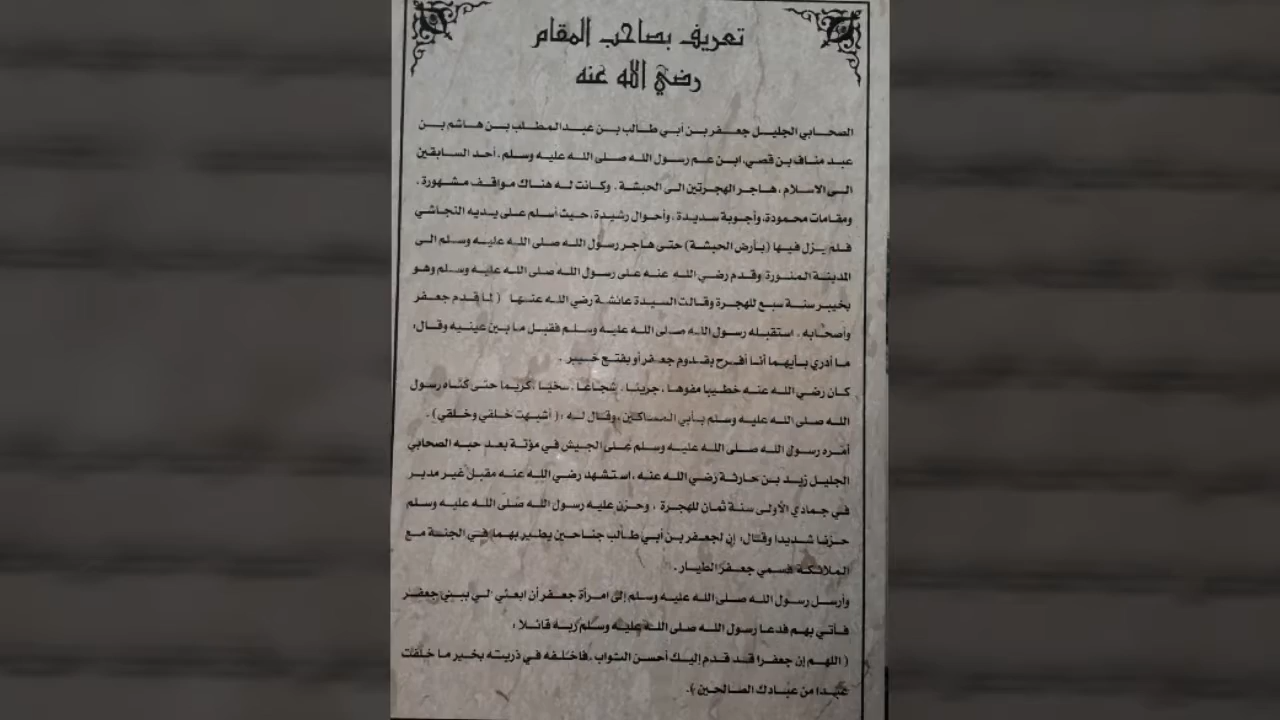 تعريف بصاحب المقام
رضي الله عنه
الصحابي الجليل جعفر بن أبي طالب بن عبد المطلب بن هاشم بن
عبد مناف بن قصي، ابن عم رسول الله صلى الله عليه وسلم، أحد السابقين
الى الاسلام، هاجر الهجرتين الى الحبشة، وكانت له هناك مواقف مشهورة،
ومقامات محمودة، وأجوبة سديدة، وأحوال رشيدة، حيث أسلم على يديه النجاشي
فلم يزل فيها (بأرض الحبشة) حتى هاجر رسول الله صلى الله عليه وسلم الى
المدينة المنورة وقدم رضي الله عنه على رسول الله صلى الله عليه وسلم وهو
بخيبر سنة سبع للهجرة وقالت السيدة عائشة رضي الله عنها ( لما قدم جعفر
وأصحابه، استقبله رسول الله صلى الله عليه وسلم فقبل ما بين عينيه وقال:
ما أدري بأيهما أنا أفرح بقدوم جعفر أو بفتح خيبر .
كان رضي الله عنه خطيبا مفوها، جريئا، شجاعا، سخيا، كريما حتى كناه رسول
الله صلى الله عليه وسلم بأبي المساكين، وقال له : ( أشبهت خلقي وخلقي ) .
أمّره رسول الله صلى الله عليه وسلم على الجيش في مؤتة بعد حبه الصحابي
الجليل زيد بن حارثة رضي الله عنه، استشهد رضي الله عنه مقبل غير مدبر
في جمادي الأولى سنة ثمان للهجرة ، وحزن عليه رسول الله صلى الله عليه وسلم
حزنا شديدا وقال: إن لجعفر بن أبي طالب جناحين يطير بهما في الجنة مع
الملائكة فسمي جعفر الطيار .
وأرسل رسول الله صلى الله عليه وسلم إلى امرأة جعفر أن ابعثي لي ببني جعفر
فأتي بهم فدعا رسول الله صلى الله عليه وسلم ربه قائلا :
( اللهم إن جعفرا قد قدم إليك أحسن الثواب، فاخلفه في ذريته بخير ما خلفت
عبدا من عبادك الصالحين ).